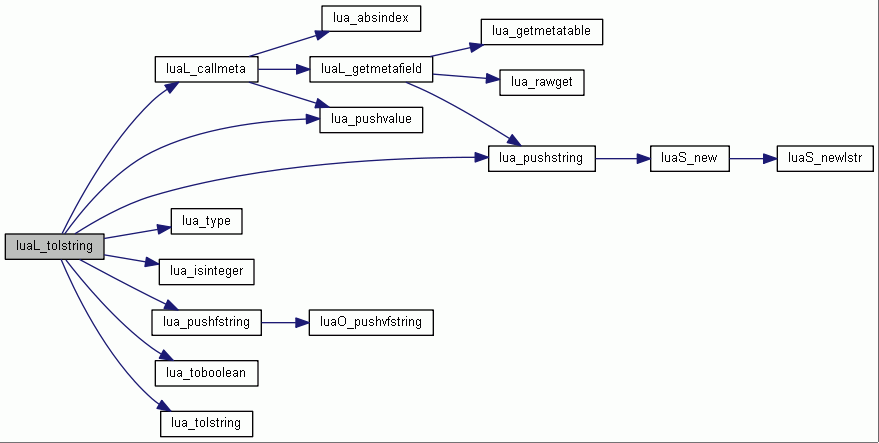 lua_absindex
lua_getmetatable
luaL_callmeta
luaL_getmetafield
lua_rawget
lua_pushvalue
lua_pushstring
luaS_new
luaS_newlstr
lua_type
luaL_tolstring
lua_isinteger
lua_pushfstring
luaO_pushvfstring
lua_toboolean
lua_tolstring